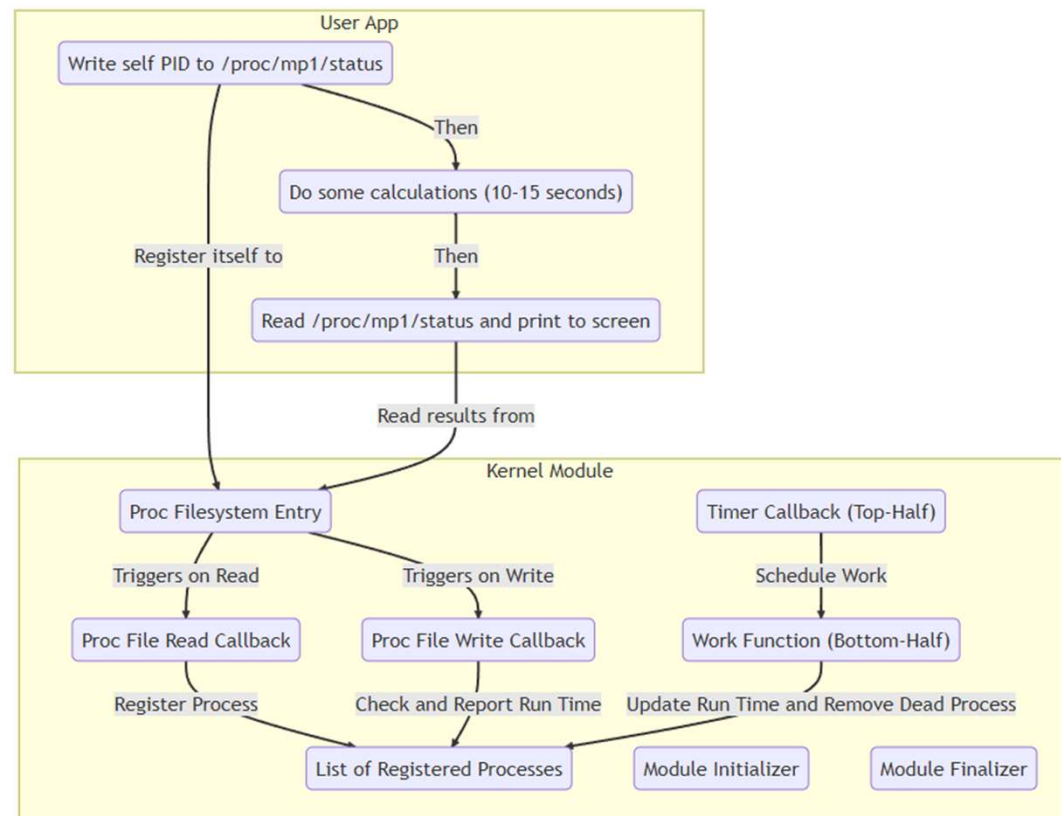 User App
Write self PID to /proc/mp1/status
Then
Do some calculations (10-15 seconds)
Register itself to
Then
Read /proc/mp1/status and print to screen
Read results from
Kernel Module
Proc Filesystem Entry
Timer Callback (Top-Half)
Triggers on Read
Triggers on Write
Schedule Work
Proc File Read Callback
Proc File Write Callback
Work Function (Bottom-Half)
Register Process
Check and Report Run Time
Update Run Time and Remove Dead Process
List of Registered Processes
Module Initializer
Module Finalizer